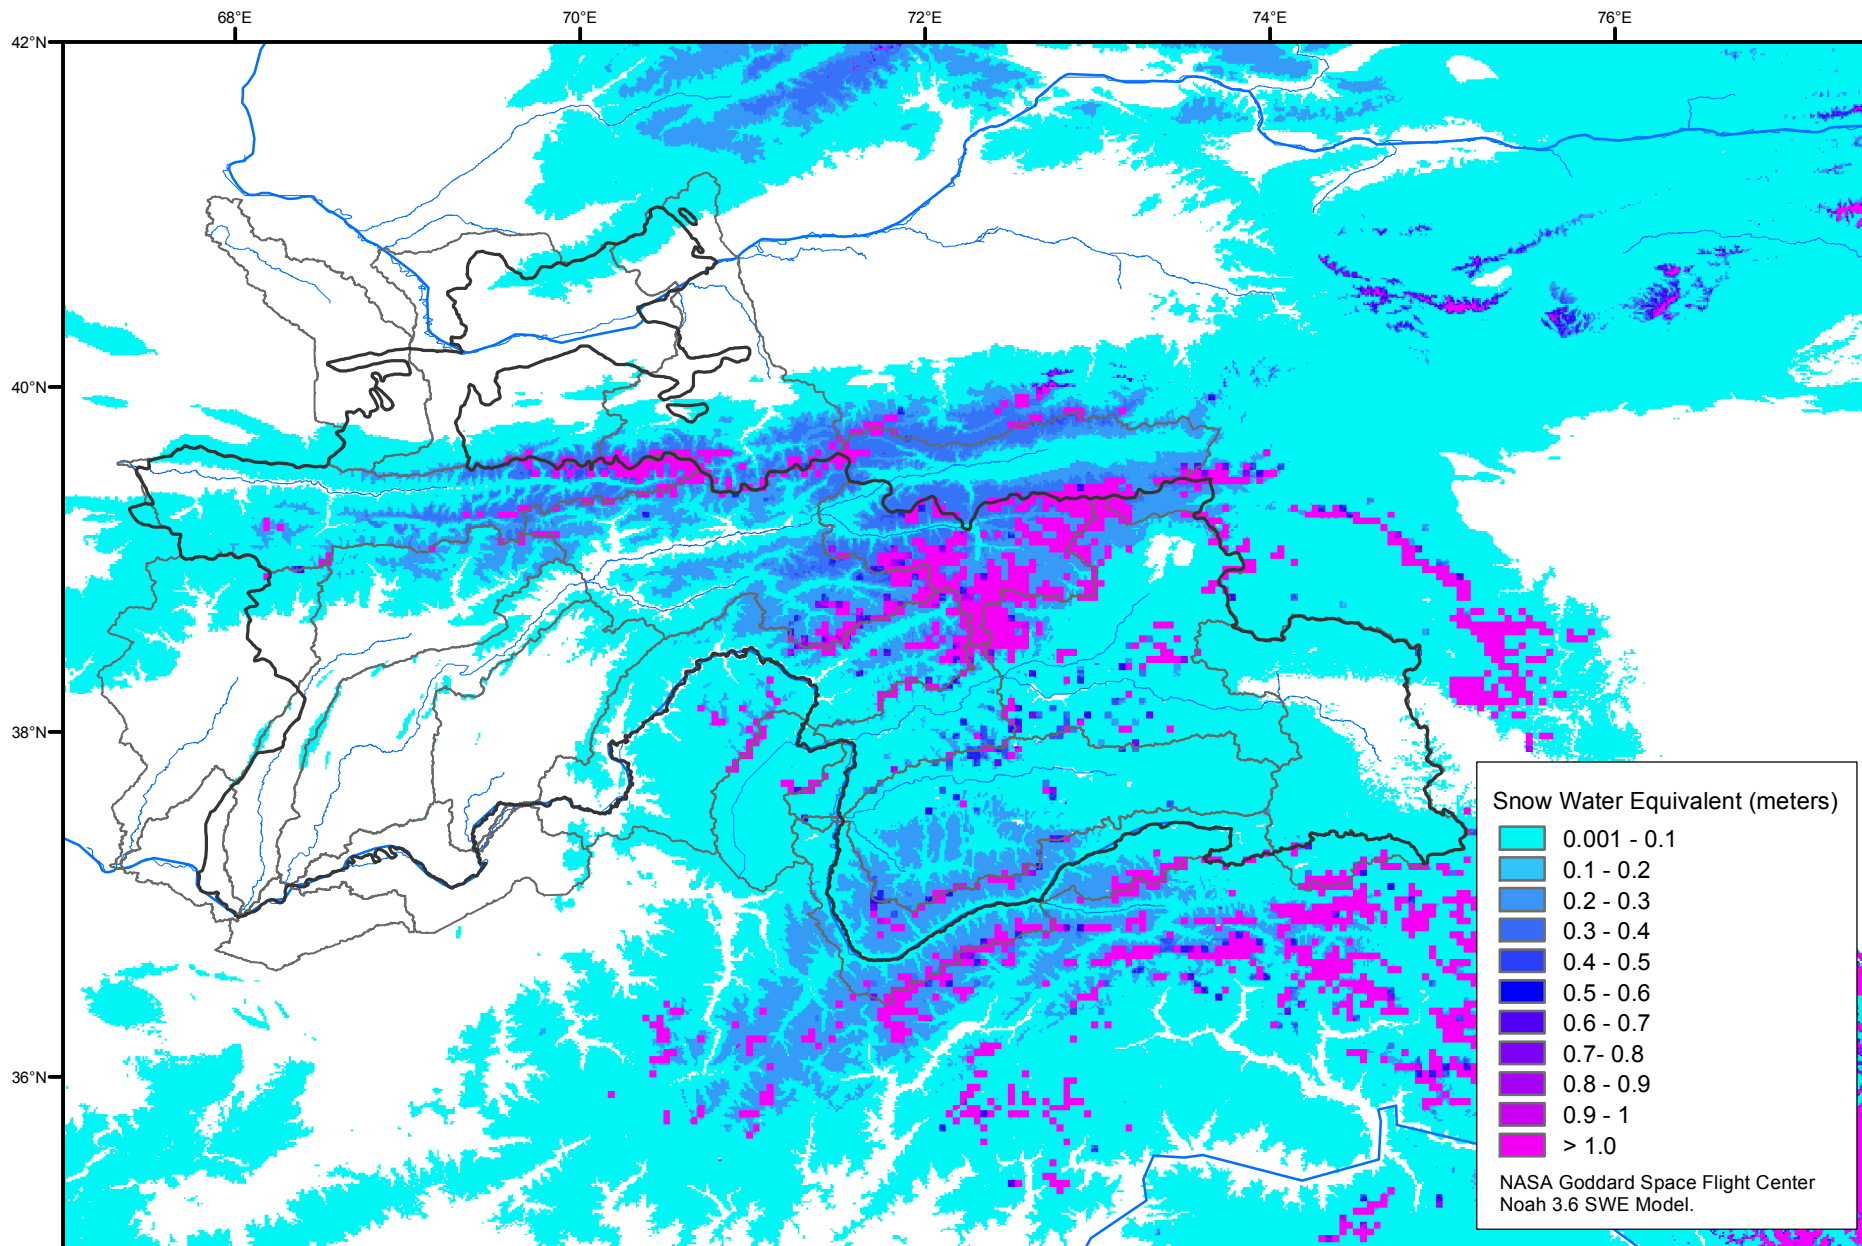 68°E 70°E 72°E 74°E 76°E
42°N
40°N
38°N
36°N
Snow Water Equivalent (meters)
0.001 - 0.1
0.1 - 0.2
0.2 - 0.3
0.3 - 0.4
0.4 - 0.5
0.5 - 0.6
0.6 - 0.7
0.7- 0.8
0.8 - 0.9
0.9 - 1
> 1.0
NASA Goddard Space Flight Center
Noah 3.6 SWE Model.